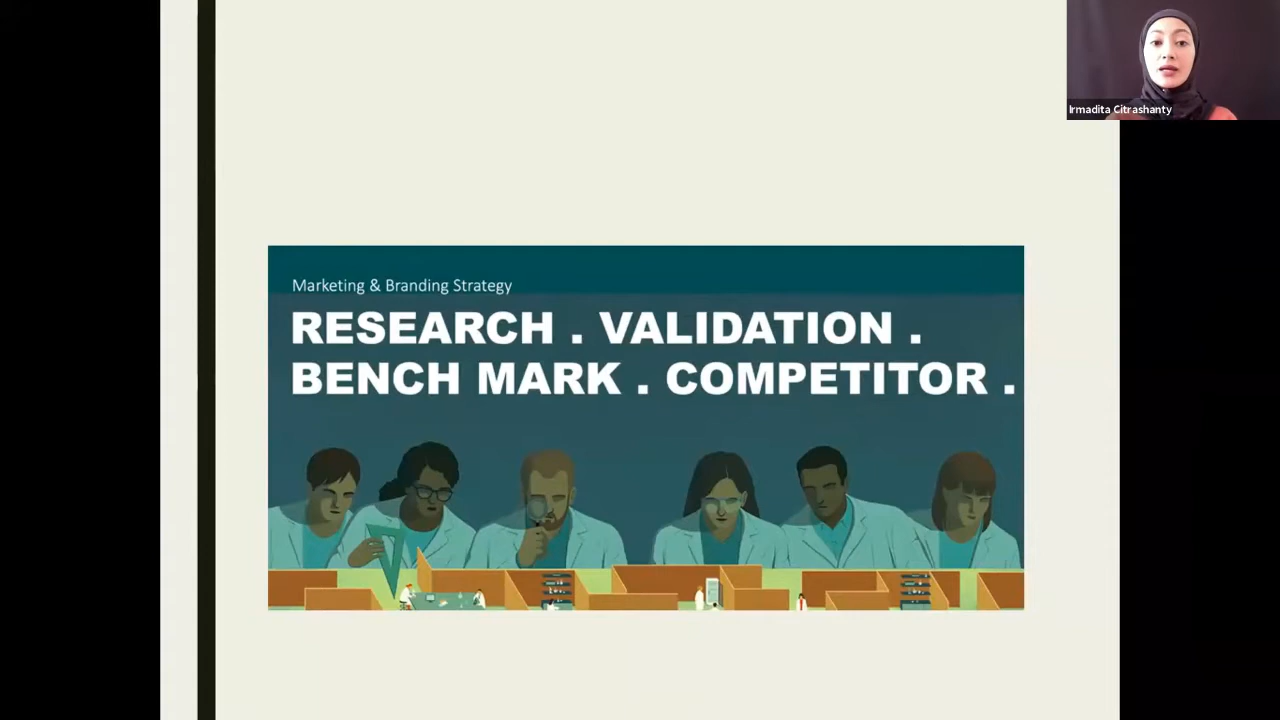 Irmadita Citrashanty
Marketing & Branding Strategy
RESEARCH . VALIDATION .
BENCH MARK . COMPETITOR .